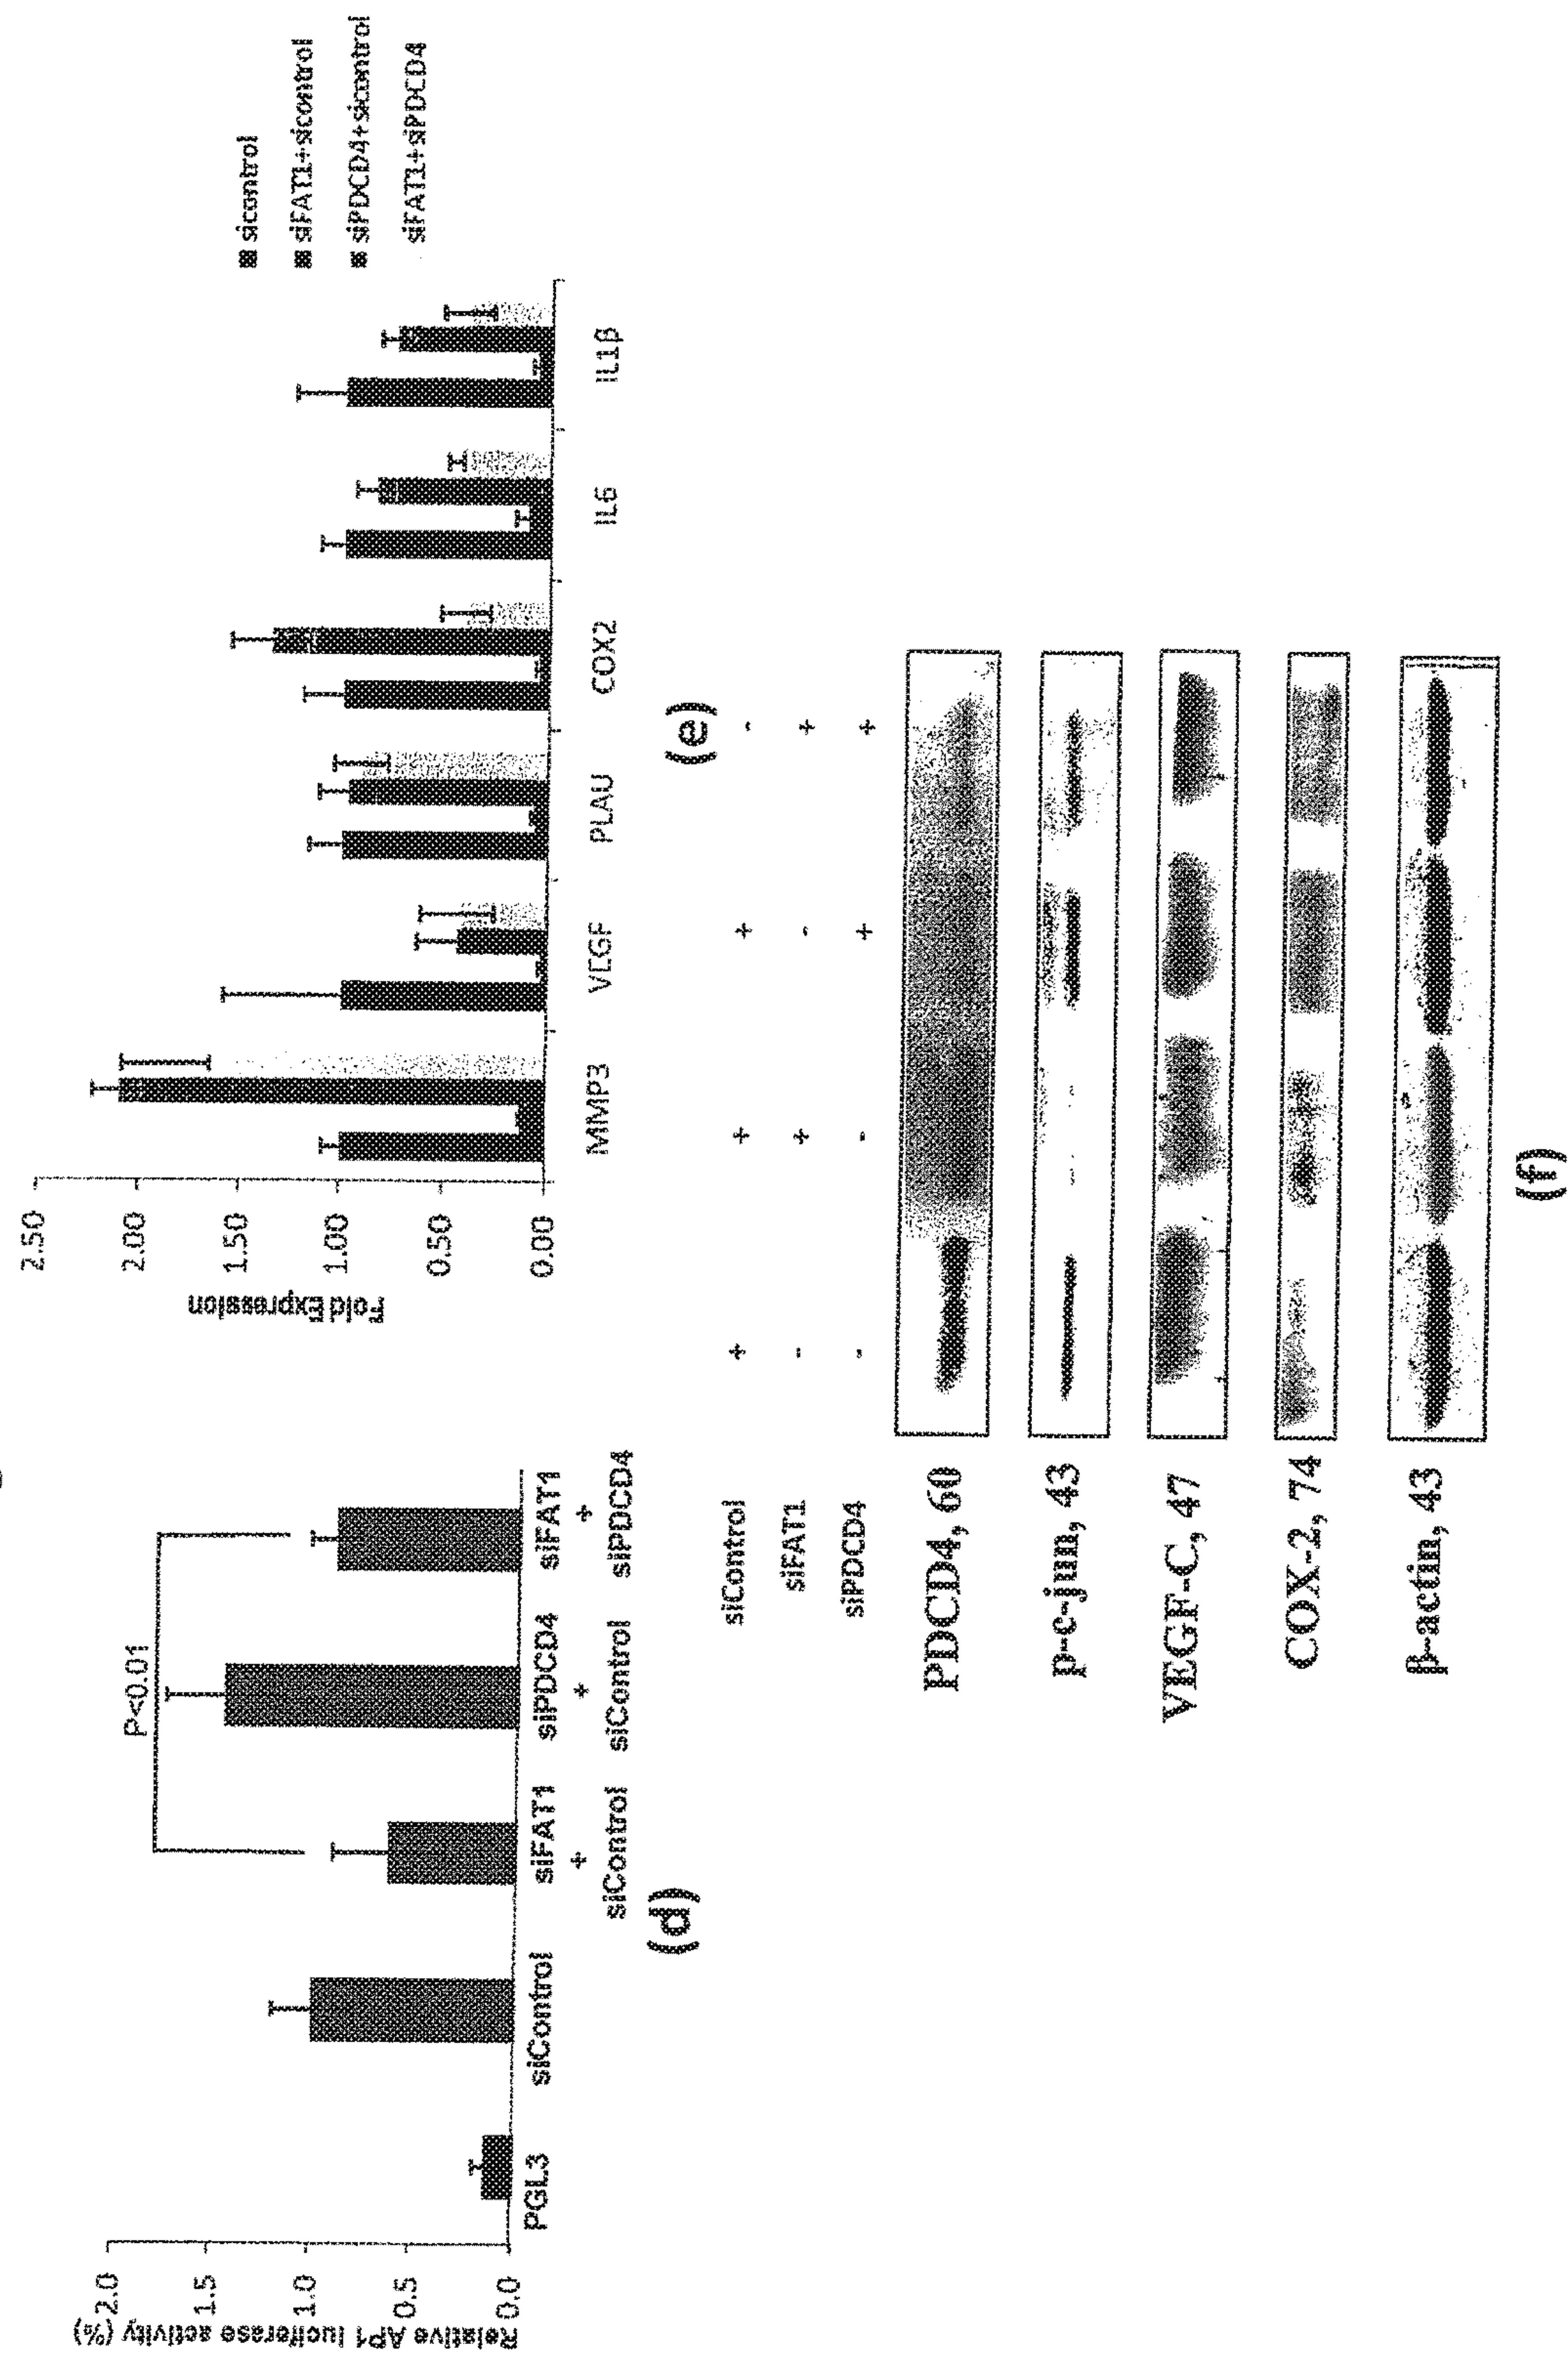 Relative AP1 luciferase activity (%)
2.0
1.5
1.0
0.5
0.0
P<0.01
PGL3
siControl
siFAT1
+
siControl
siPDCD4
+
siControl
siFAT1
+
siPDCD4
(d)
Fold Expression
2.50
2.00
1.50
1.00
0.50
0.00
MMP3
VEGF
PLAU
COX2
IL6
IL1β
sicontrol
siFAT1+sicontrol
siPDCD4+sicontrol
siFAT1+siPDCD4
(e)
siControl + + + -
siFAT1 - + - +
siPDCD4 - - + +
PDCD4, 60
p-c-jun, 43
VEGF-C, 47
COX-2, 74
β-actin, 43
(f)